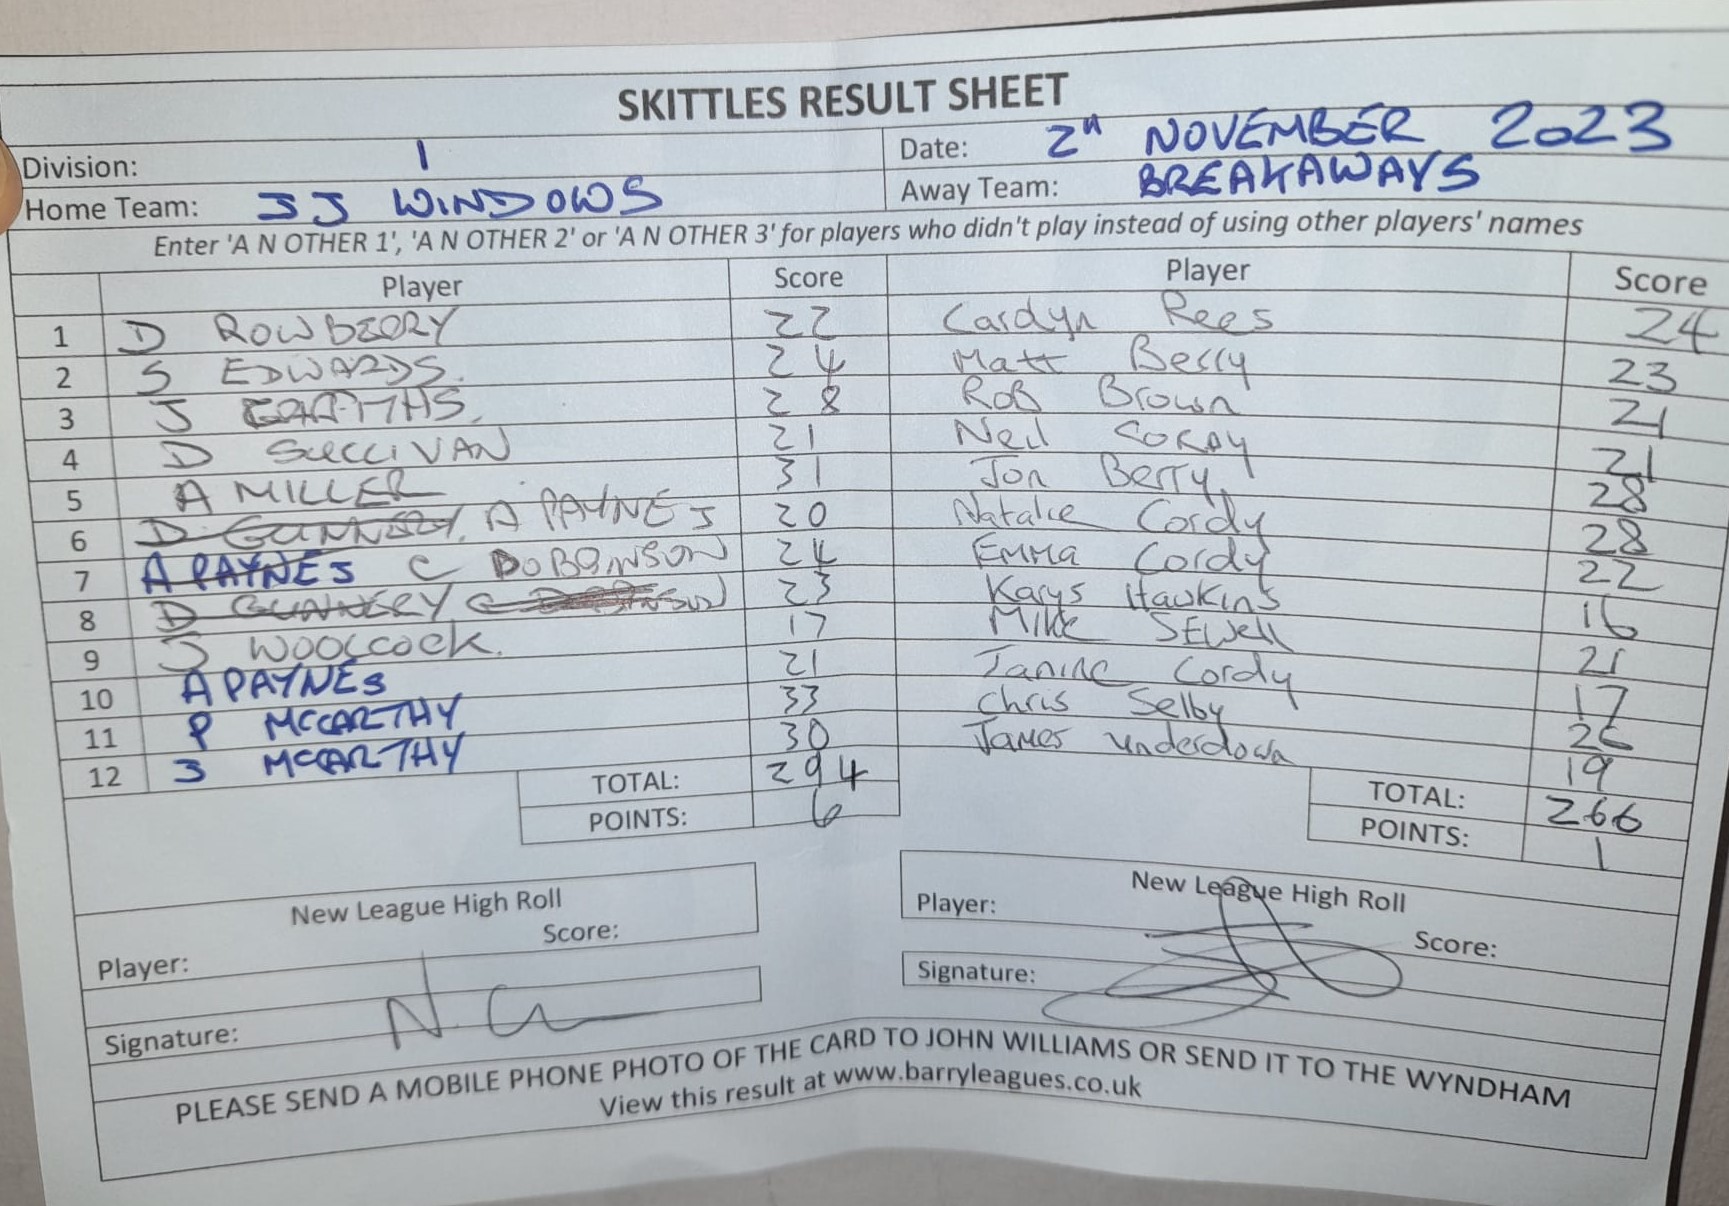 SKITTLES RESULT SHEET
Division: 1 Date: 2ⁿ NOVEMBER 2023
Home Team: JJ WINDOWS Away Team: BREAKAWAYS
Enter 'A N OTHER 1', 'A N OTHER 2' or 'A N OTHER 3' for players who didn't play instead of using other players' names
Player Score Player Score
1 D ROWBERRY 22 Carolyn Rees 24
2 S EDWARDS. 24 Matt Berry 23
3 J 28 Rob Brown 21
4 D SULLIVAN 21 Neil CORDY 21
5 A MILLER 31 Jon Berry 28
6 D GUNNERY. A PAYNE J 20 Natalie Cordy 28
7 A PAYNE S C ROBINSON 24 Emma Cordy 22
8 D GUNNERY 23 Karys Hawkins 16
9 J WOOLCOCK. 17 Mike SEwell 21
10 A PAYNE S 21 Janine Cordy 17
11 P MCCARTHY 33 Chris Selby 26
12 J MCCARTHY 30 James underdown 19
TOTAL: 294 TOTAL: 266
POINTS: 6 POINTS: 1
New League High Roll New League High Roll
Player: Score: Player: Score:
Signature: Signature:
PLEASE SEND A MOBILE PHONE PHOTO OF THE CARD TO JOHN WILLIAMS OR SEND IT TO THE WYNDHAM
View this result at www.barryleagues.co.uk